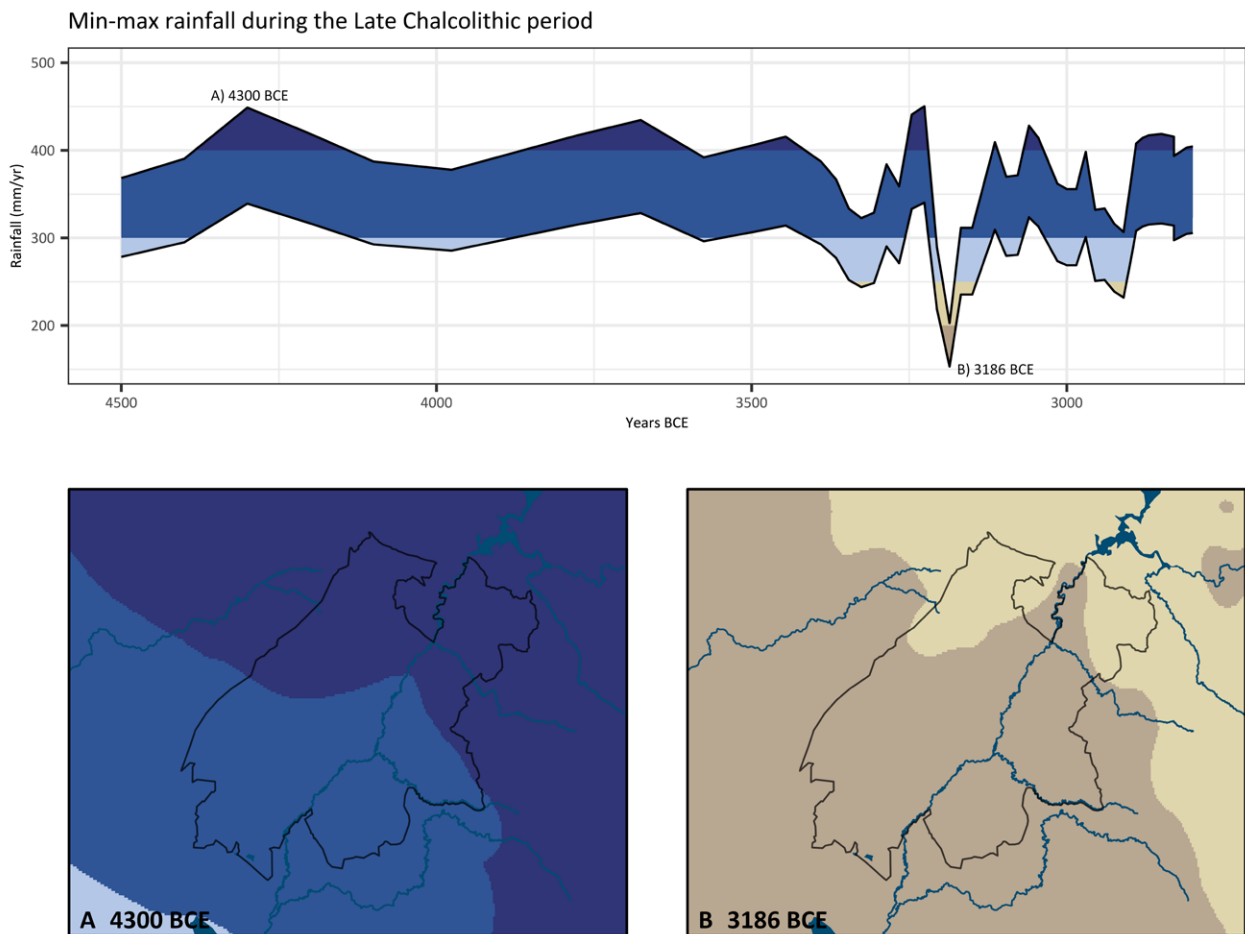 Min-max rainfall during the Late Chalcolithic period
500
A) 4300 BCE
400
Rainfall (mm/yr)
300
200
B) 3186 BCE
4500 4000 3500 3000
Years BCE
A 4300 BCE
B 3186 BCE